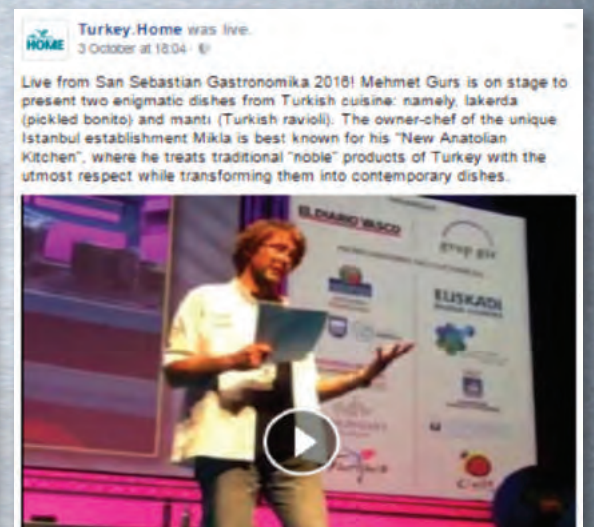 HOME
Turkey.Home was live.
3 October at 18:04
Live from San Sebastian Gastronomika 2016! Mehmet Gurs is on stage to
present two enigmatic dishes from Turkish cuisine: namely, lakerda
(pickled bonito) and mantı (Turkish ravioli). The owner-chef of the unique
Istanbul establishment Mikla is best known for his "New Anatolian
Kitchen", where he treats traditional "noble" products of Turkey with the
utmost respect while transforming them into contemporary dishes.
EL DIARIO VASCO
grup gsr
EUSKADI